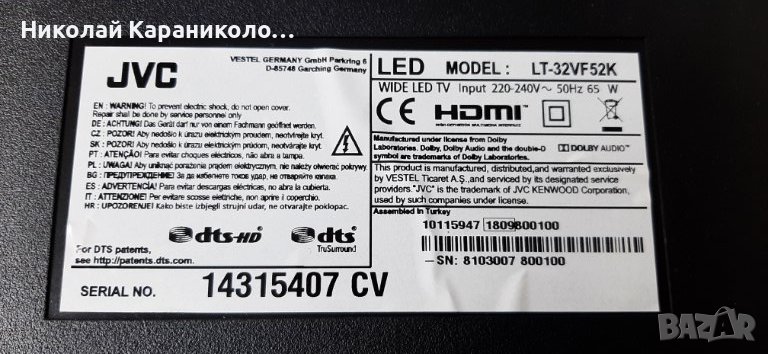 Николай Караниколо...
JVC
VESTEL GERMANY GmbH Parkring 6
D-85748 Garching Germany
EN : WARNING! To prevent electric shock, do not open cover.
Repair shall be done by service personnel only
DE : ACHTUNG! Das Gerät darf nur von einem Fachmann geöffnet werden.
CZ : POZOR! Aby nedošlo k úrazu elektrickým proudem, neotvírejte kryt.
SK : POZOR! Aby nedošlo k úrazu elektrickým prúdom, neotvárajte kryt.
PT : ATENÇÃO! Para evitar choques eléctricos, não abra a tampa.
PL : UWAGA! Aby uniknąć porażenia prądem elektrycznym, nie należy otwierać pokrywy.
BG : ПРЕДУПРЕЖДЕНИЕ! За да избегнете токов удар, не отваряйте капака.
ES : ADVERTENCÍA! Para evitar descargas eléctricas, no abra la cubierta.
IT : ATTENZIONE! Per evitare scosse elettriche, non aprire il coperchio.
HR : UPOZORENJE! Kako biste izbjegli strujni udar, ne otvarajte poklopac.
For DTS patents,
see http://patents.dts.com.
dts-HD
dts
TruSurround
SERIAL NO. 14315407 CV
LED MODEL : LT-32VF52K
WIDE LED TV Input 220-240V~ 50Hz 65 W
CE HDMI
HIGH-DEFINITION MULTIMEDIA INTERFACE
Manufactured under license from Dolby
Laboratories. Dolby, Dolby Audio and the double-D
symbol are trademarks of Dolby Laboratories.
DOLBY AUDIO™
This product is manufactured, distributed,and warranted exclusively
by VESTEL Ticaret A.Ş.,and serviced by its designated service
providers. "JVC" is the trademark of JVC KENWOOD Corporation,
used by such companies under license.
Assembled in Turkey
10115947 1809800100
SN: 8103007 800100
BAZAR